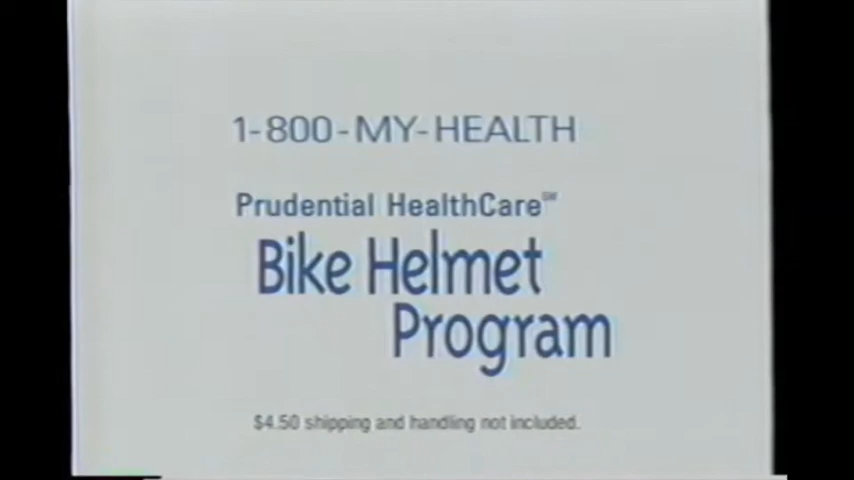 1-800-MY-HEALTH
Prudential HealthCare℠
Bike Helmet
Program
$4.50 shipping and handling not included.